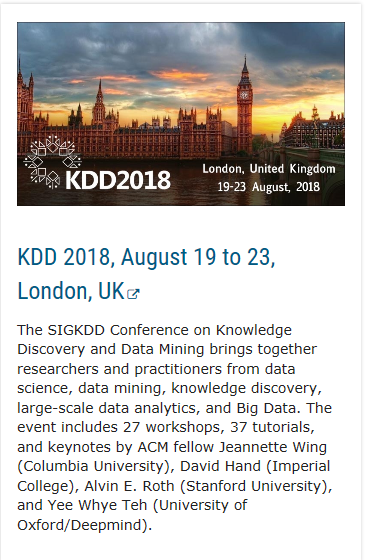 KDD2018
London, United Kingdom
19-23 August, 2018
KDD 2018, August 19 to 23,
London, UK
The SIGKDD Conference on Knowledge
Discovery and Data Mining brings together
researchers and practitioners from data
science, data mining, knowledge discovery,
large-scale data analytics, and Big Data. The
event includes 27 workshops, 37 tutorials,
and keynotes by ACM fellow Jeannette Wing
(Columbia University), David Hand (Imperial
College), Alvin E. Roth (Stanford University),
and Yee Whye Teh (University of
Oxford/Deepmind).